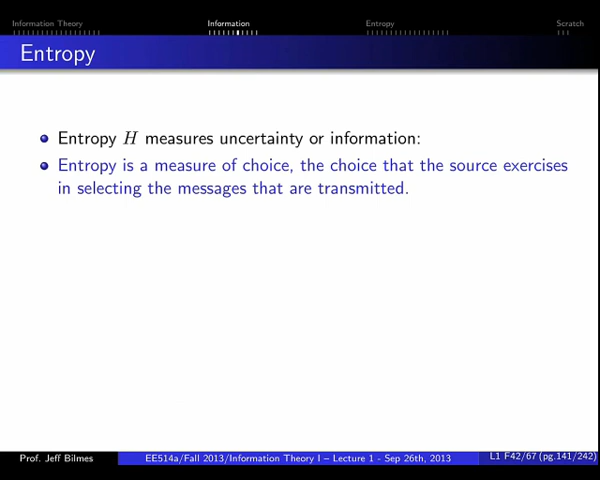 Information Theory Information Entropy Scratch
Entropy
Entropy H measures uncertainty or information:
Entropy is a measure of choice, the choice that the source exercises
in selecting the messages that are transmitted.
Prof. Jeff Bilmes EE514a/Fall 2013/Information Theory I – Lecture 1 - Sep 26th, 2013 L1 F42/67 (pg.141/242)